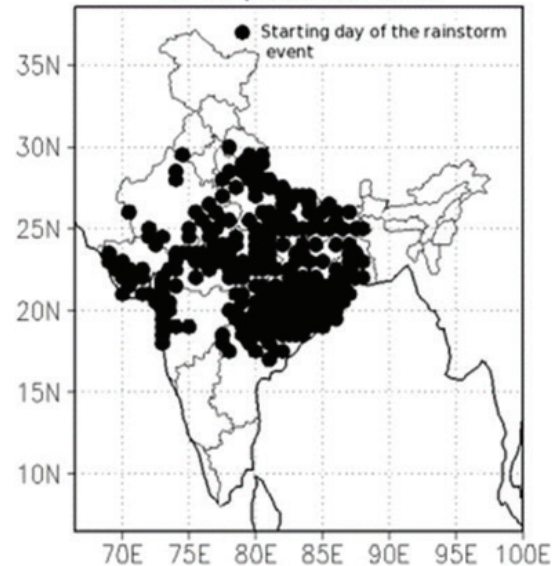 Starting day of the rainstorm
event
35N
30N
25N
20N
15N
10N
70E 75E 80E 85E 90E 95E 100E